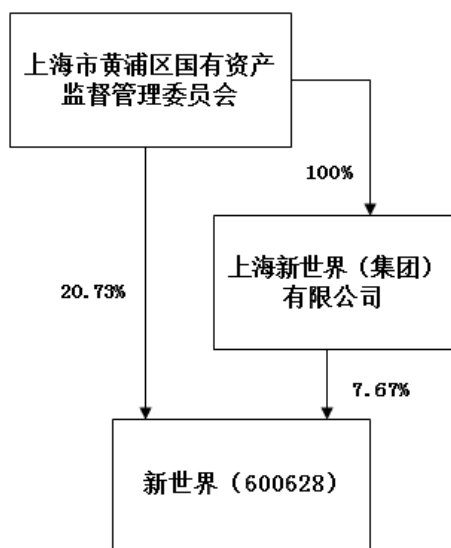 上海市黄浦区国有资产
监督管理委员会
100%
上海新世界（集团）
有限公司
20.73%
7.67%
新世界（600628）